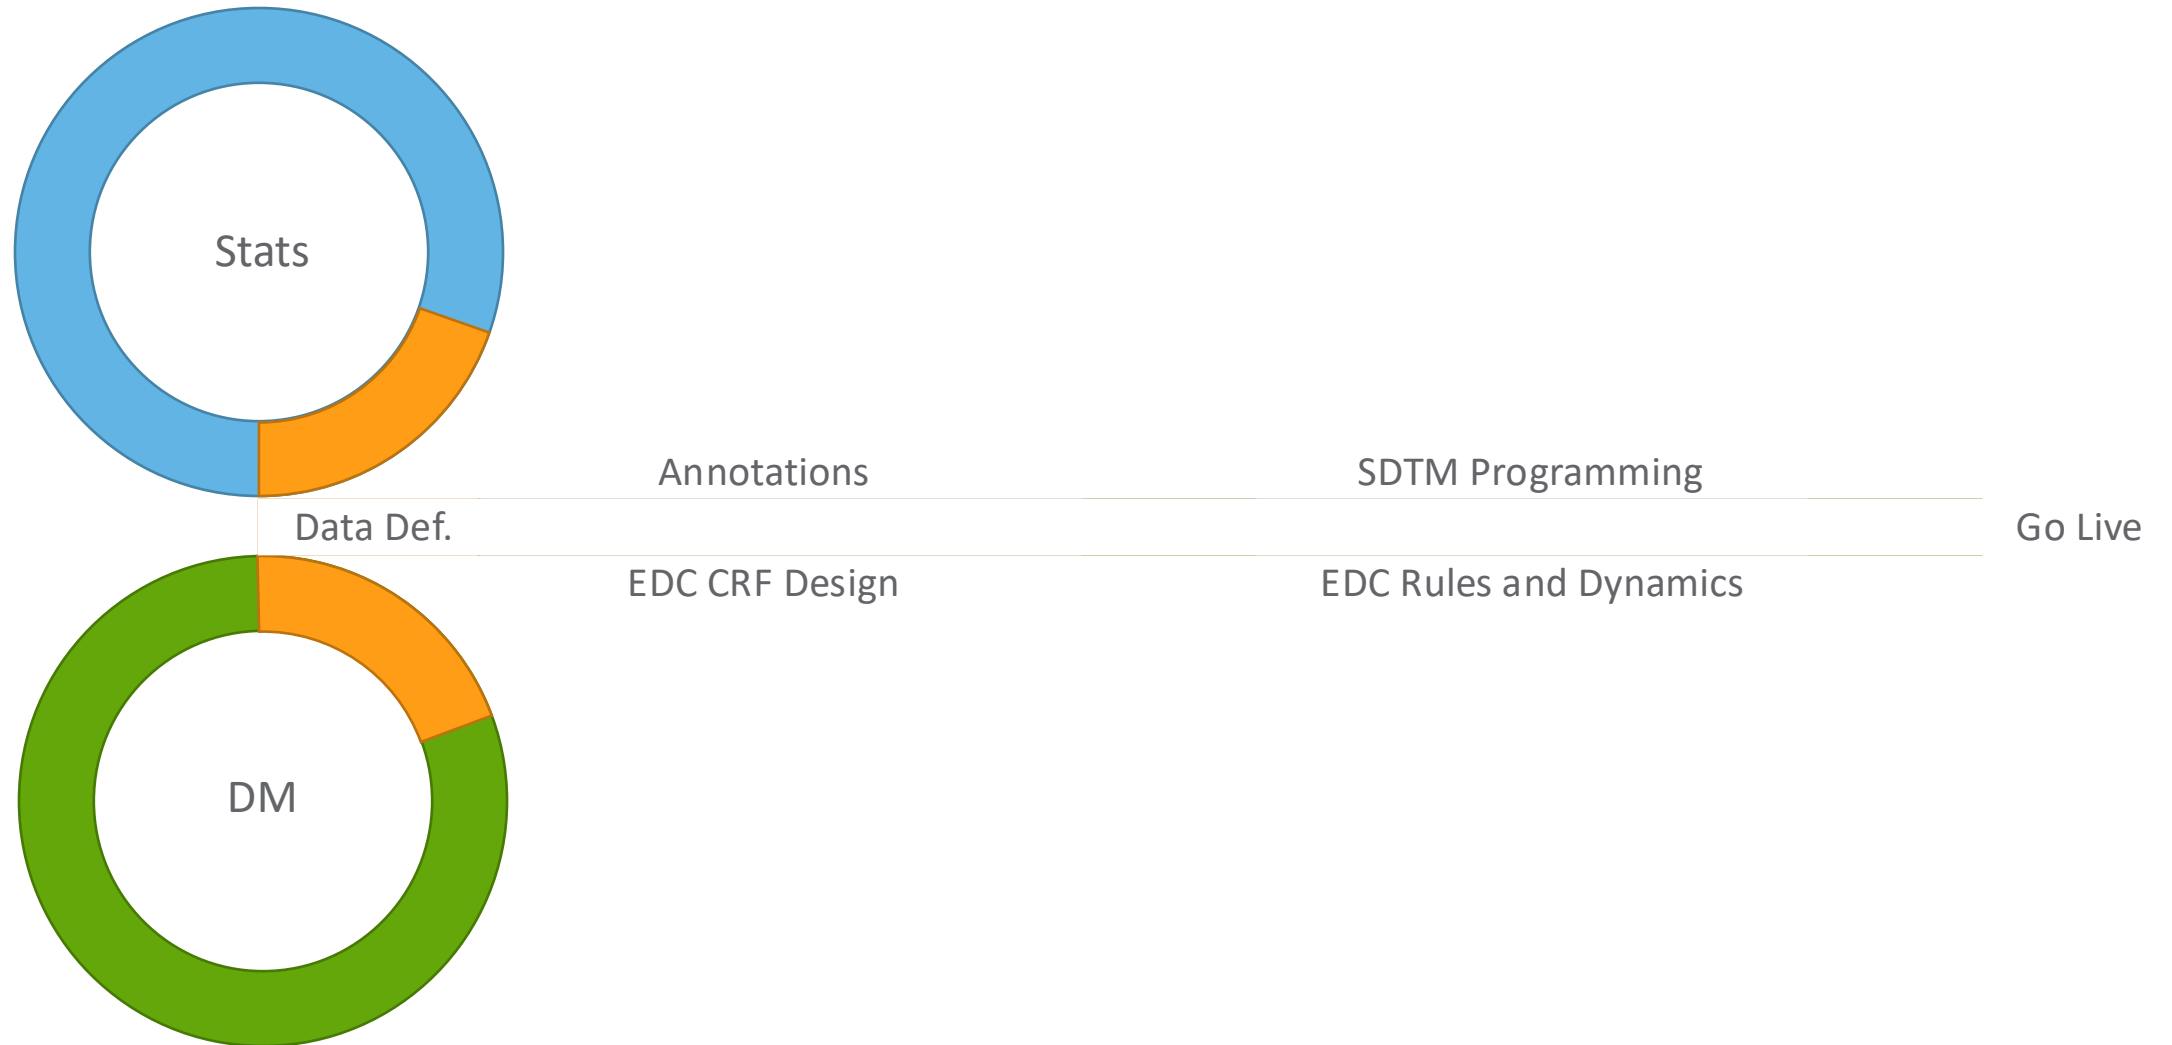 Stats
Annotations
SDTM Programming
Data Def.
Go Live
EDC CRF Design
EDC Rules and Dynamics
DM